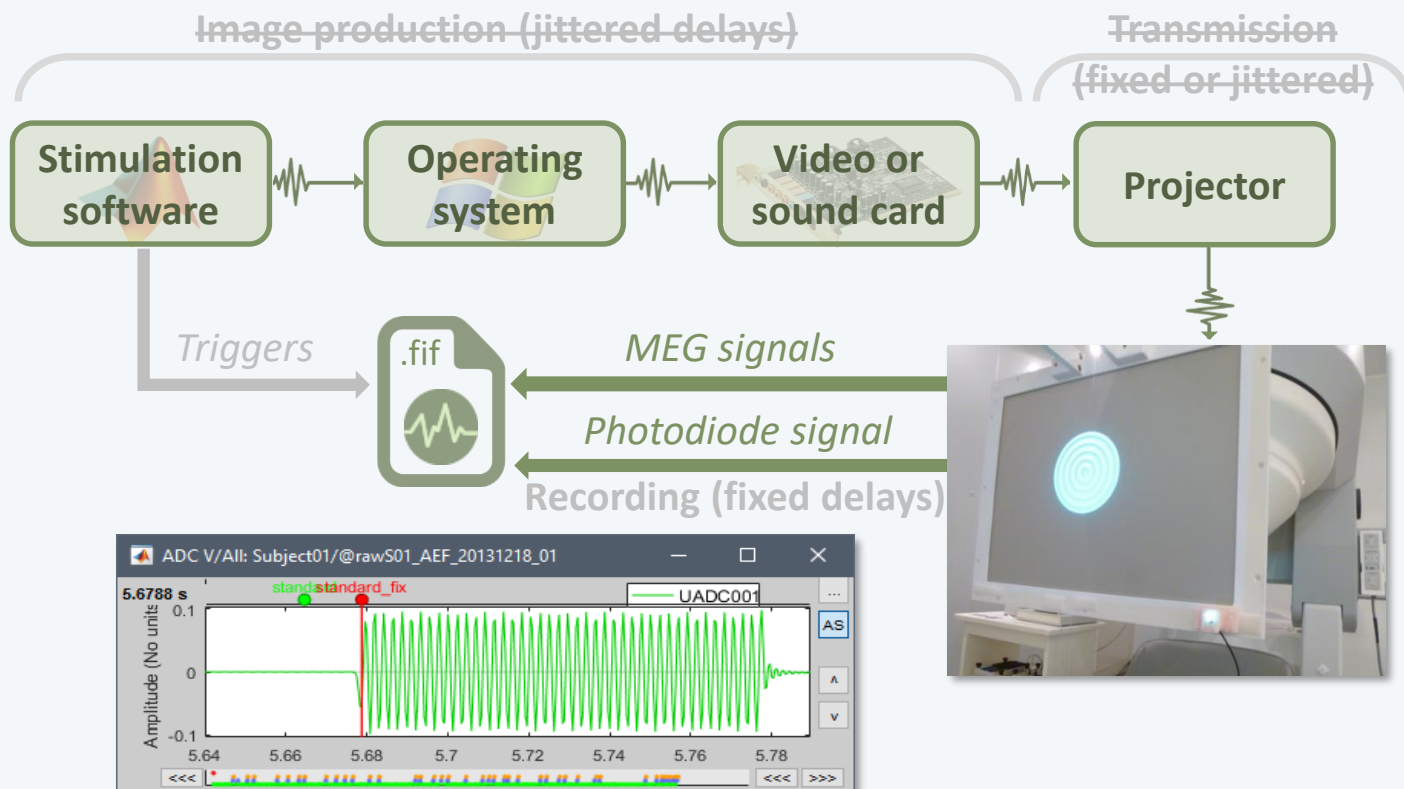 Image production (jittered delays)
Transmission
(fixed or jittered)
Stimulation
software
Operating
system
Video or
sound card
Projector
Triggers
.fif
MEG signals
Photodiode signal
Recording (fixed delays)
ADC V/All: Subject01/@rawS01_AEF_20131218_01
5.6788 s
standard
standard_fix
UADC001
...
AS
Amplitude (No units
0.1
0
-0.1
^
v
5.64 5.66 5.68 5.7 5.72 5.74 5.76 5.78
<<< <<< >>>